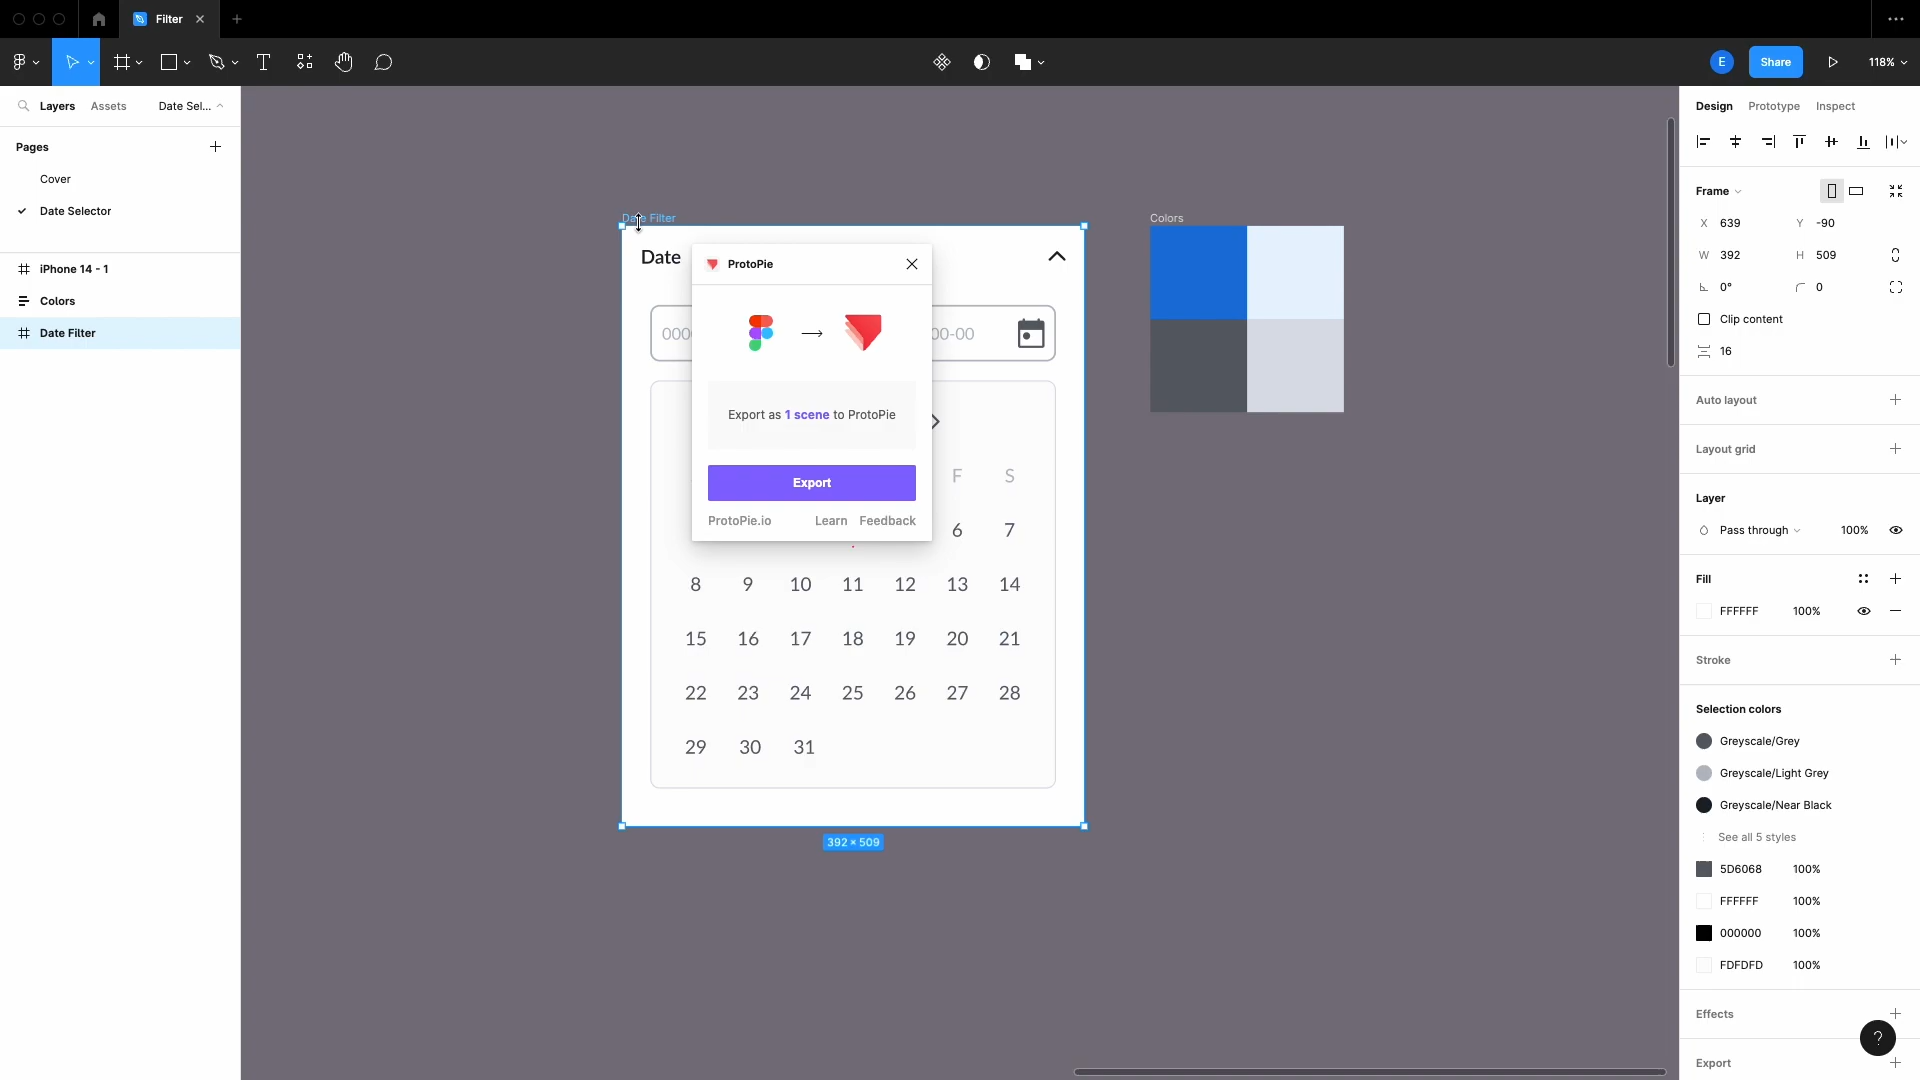 Filter
E
Share
118%
Layers
Assets
Date Sel...
Pages
Cover
Date Selector
iPhone 14 - 1
Colors
Date Filter
Date Filter
Date
ProtoPie
000
00-00
Export as 1 scene to ProtoPie
Export
ProtoPie.io
Learn
Feedback
F S
6 7
8 9 10 11 12 13 14
15 16 17 18 19 20 21
22 23 24 25 26 27 28
29 30 31
392 × 509
Colors
Design
Prototype
Inspect
Frame
X 639
Y -90
W 392
H 509
0°
0
Clip content
16
Auto layout
Layout grid
Layer
Pass through
100%
Fill
FFFFFF 100%
Stroke
Selection colors
Greyscale/Grey
Greyscale/Light Grey
Greyscale/Near Black
See all 5 styles
5D6068 100%
FFFFFF 100%
000000 100%
FDFDFD 100%
Effects
?
Export